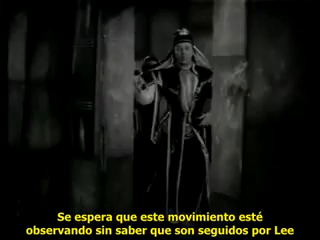 Se espera que este movimiento esté
observando sin saber que son seguidos por Lee